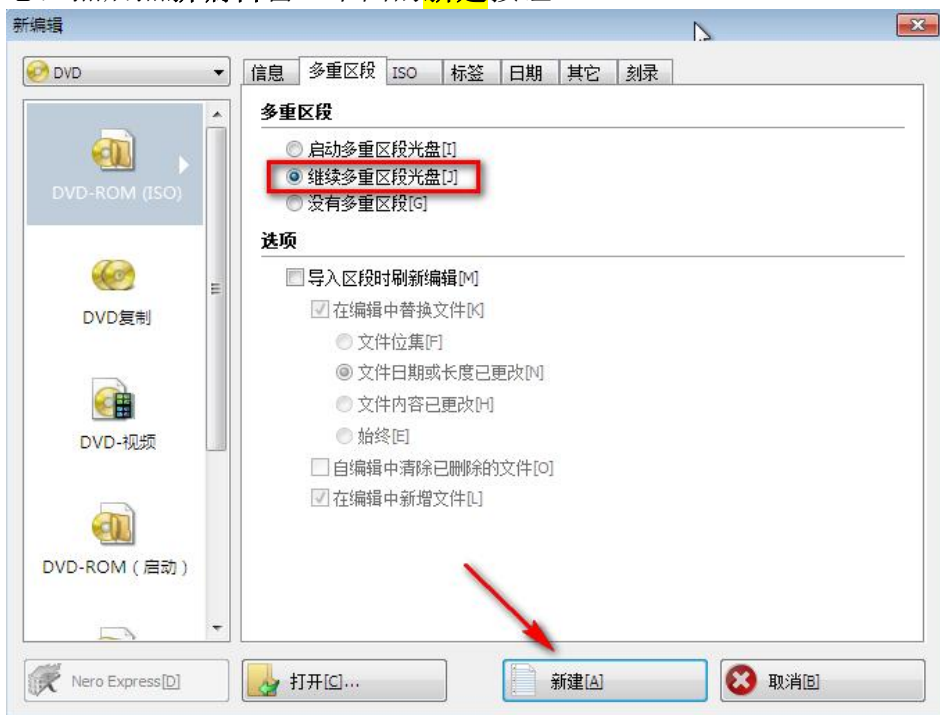 新编辑
DVD
信息 多重区段 ISO 标签 日期 其它 刻录
多重区段
启动多重区段光盘[I]
继续多重区段光盘[J]
没有多重区段[G]
选项
导入区段时刷新编辑[M]
在编辑中替换文件[K]
文件位集[F]
文件日期或长度已更改[N]
文件内容已更改[H]
始终[E]
自编辑中清除已删除的文件[O]
在编辑中新增文件[L]
DVD-ROM (ISO)
DVD复制
DVD-视频
DVD-ROM（启动）
Nero Express[D]
打开[C]...
新建[A]
取消[B]